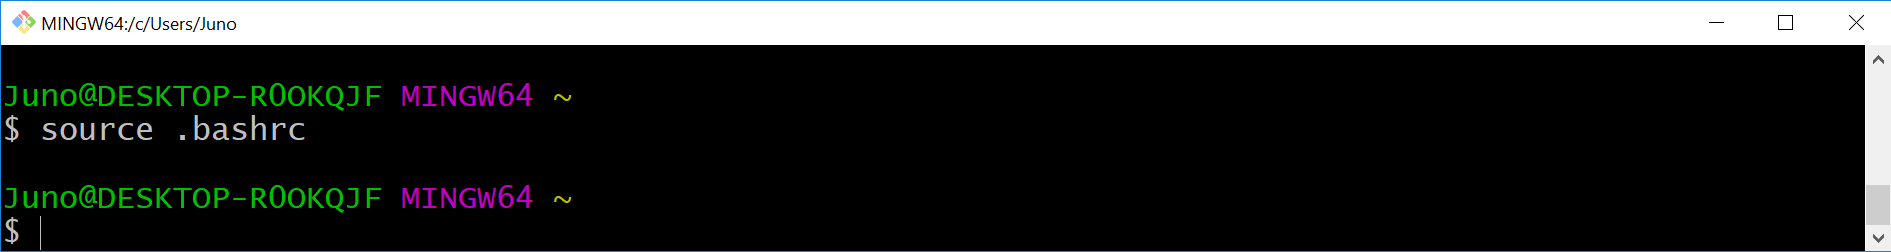 MINGW64:/c/Users/Juno
Juno@DESKTOP-R0OKQJF MINGW64 ~
$ source .bashrc
Juno@DESKTOP-R0OKQJF MINGW64 ~
$